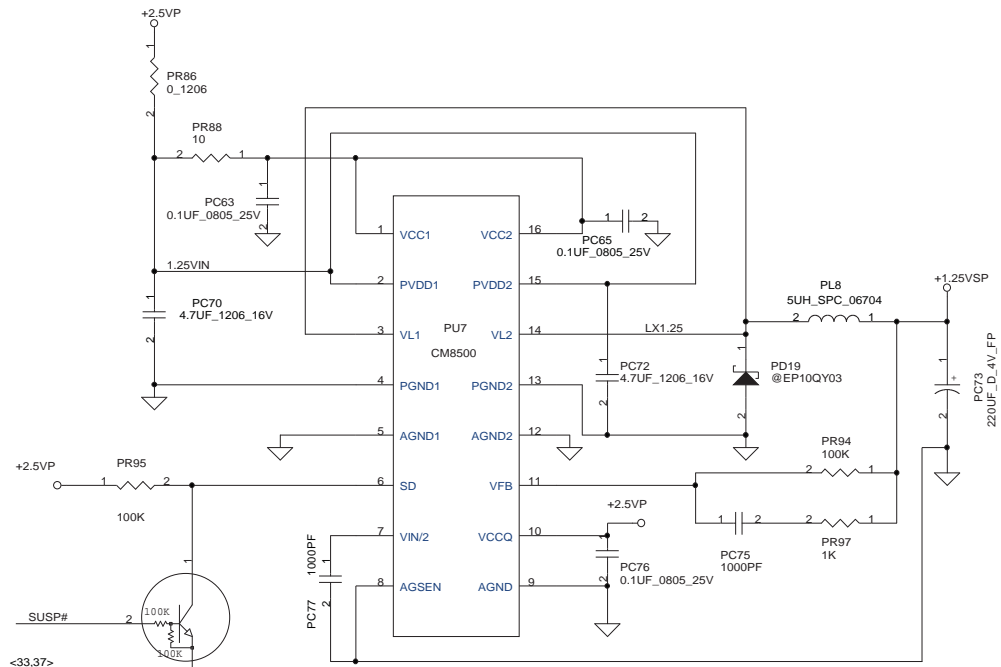 +2.5VP
1
PR86
0_1206
2
PR88
10
2
1
1
PC63
0.1UF_0805_25V
2
1
VCC1
VCC2
16
1
2
PC65
0.1UF_0805_25V
1.25VIN
2
PVDD1
PVDD2
15
+1.25VSP
1
PC70
4.7UF_1206_16V
2
PL8
5UH_SPC_06704
2
1
3
VL1
PU7
CM8500
VL2
14
LX1.25
1
PC72
4.7UF_1206_16V
2
1
PD19
@EP10QY03
2
1
+
2
PC73
220UF_D_4V_FP
4
PGND1
PGND2
13
5
AGND1
AGND2
12
PR94
100K
2
1
+2.5VP
PR95
1
2
100K
6
SD
VFB
11
+2.5VP
1
2
1
PC75
1000PF
PR97
1K
7
VIN/2
VCCQ
10
1
PC76
0.1UF_0805_25V
2
1000PF
1
2
PC77
8
AGSEN
AGND
9
1
SUSP#
2
100K
100K
<33,37>